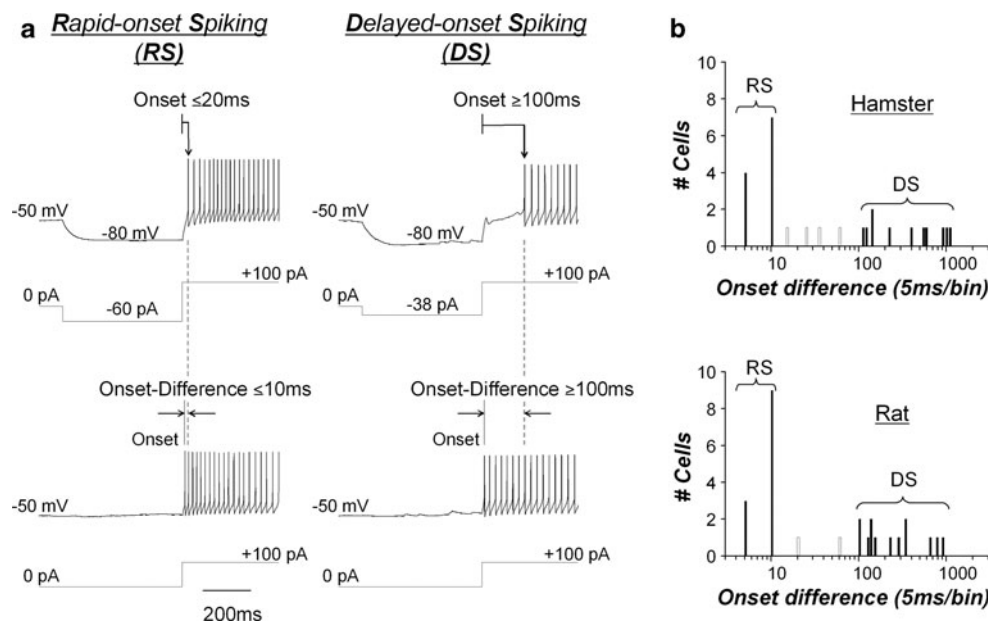 a
Rapid-onset Spiking
(RS)
Onset ≤20ms
-50 mV
-80 mV
+100 pA
0 pA
-60 pA
Onset-Difference ≤10ms
Onset
-50 mV
+100 pA
0 pA
200ms
Delayed-onset Spiking
(DS)
Onset ≥100ms
-50 mV
-80 mV
+100 pA
0 pA
-38 pA
Onset-Difference ≥100ms
Onset
-50 mV
+100 pA
0 pA
b
10
8
6
4
2
0
# Cells
RS
Hamster
DS
10 100 1000
Onset difference (5ms/bin)
10
8
6
4
2
0
# Cells
RS
Rat
DS
10 100 1000
Onset difference (5ms/bin)